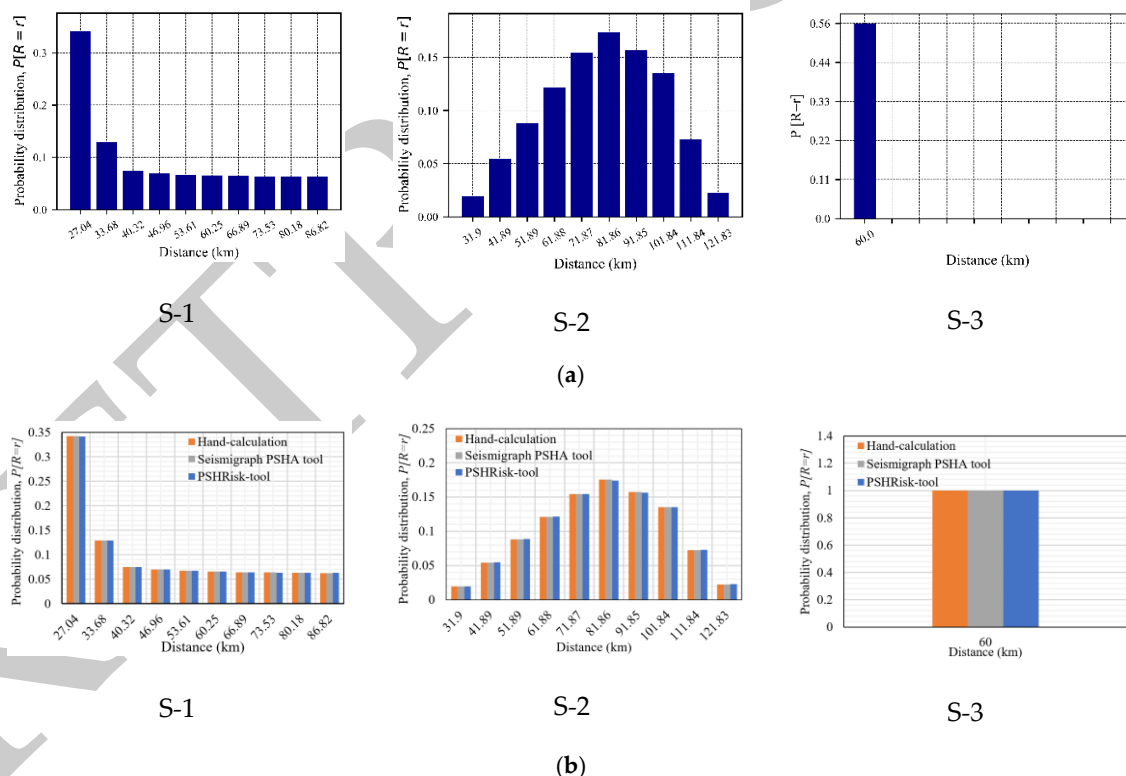 Probability distribution, P[R = r]
0.3
0.2
0.1
0.0
27.04 33.68 40.32 46.96 53.61 60.25 66.89 73.53 80.18 86.82
Distance (km)
S-1
Probability distribution, P[R = r]
0.15
0.10
0.05
0.00
31.9 41.89 51.89 61.88 71.87 81.86 91.85 101.84 111.84 121.83
Distance (km)
S-2
P [R=r]
0.56
0.44
0.33
0.22
0.11
0.0
60.0
Distance (km)
S-3
(a)
Probability distribution, P[R=r]
0.35
0.3
0.25
0.2
0.15
0.1
0.05
0
Hand-calculation
Seismigraph PSHA tool
PSHRisk-tool
27.04 33.68 40.32 46.96 53.61 60.25 66.89 73.53 80.18 86.82
Distance (km)
S-1
Probability distribution, P[R=r]
0.25
0.2
0.15
0.1
0.05
0
Hand-calculation
Seismigraph PSHA tool
PSHRisk-tool
31.9 41.89 51.89 61.88 71.87 81.86 91.85 101.84 111.84 121.83
Distance (km)
S-2
Probability distribution, P[R=r]
1.4
1.2
1
0.8
0.6
0.4
0.2
0
Hand-calculation
Seismigraph PSHA tool
PSHRisk-tool
60
Distance (km)
S-3
(b)